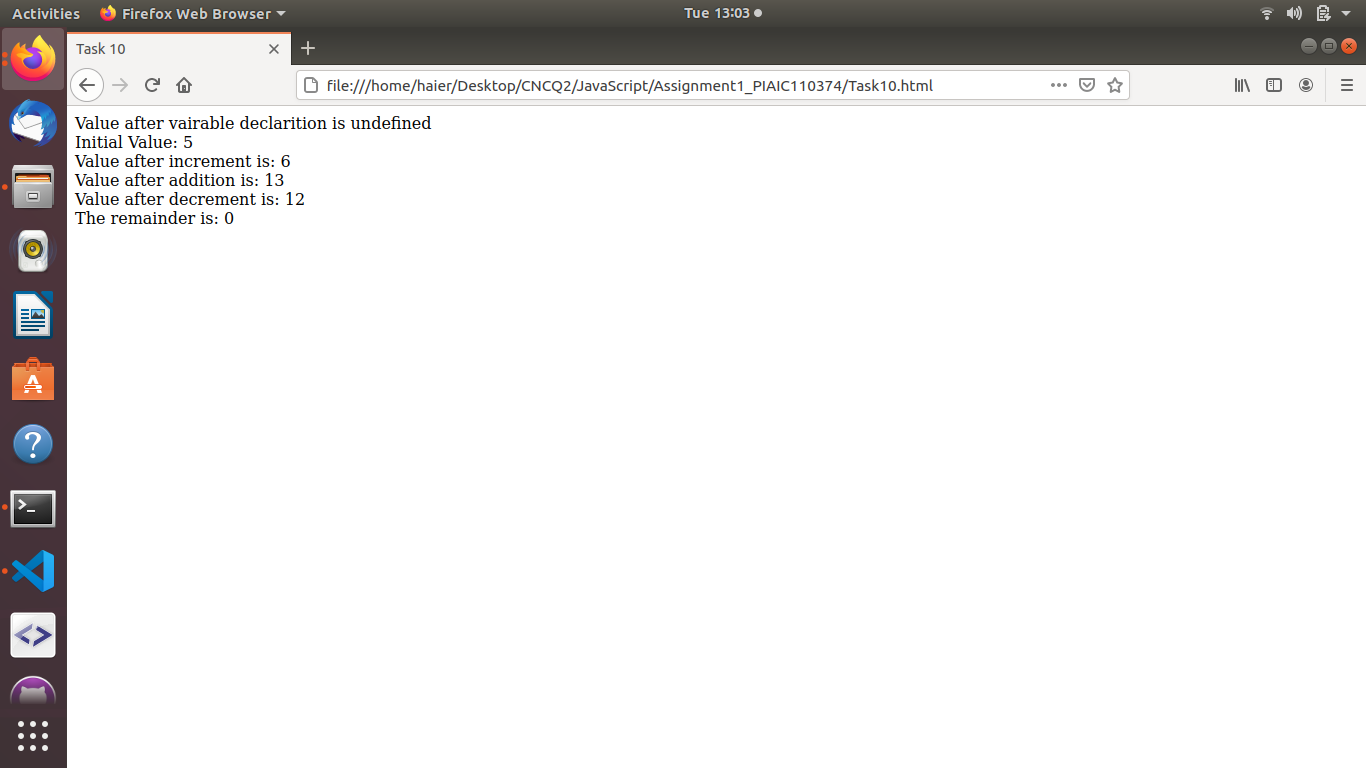 Activities Firefox Web Browser Tue 13:03
Task 10
file:///home/haier/Desktop/CNCQ2/JavaScript/Assignment1_PIAIC110374/Task10.html
Value after vairable declarition is undefined
Initial Value: 5
Value after increment is: 6
Value after addition is: 13
Value after decrement is: 12
The remainder is: 0